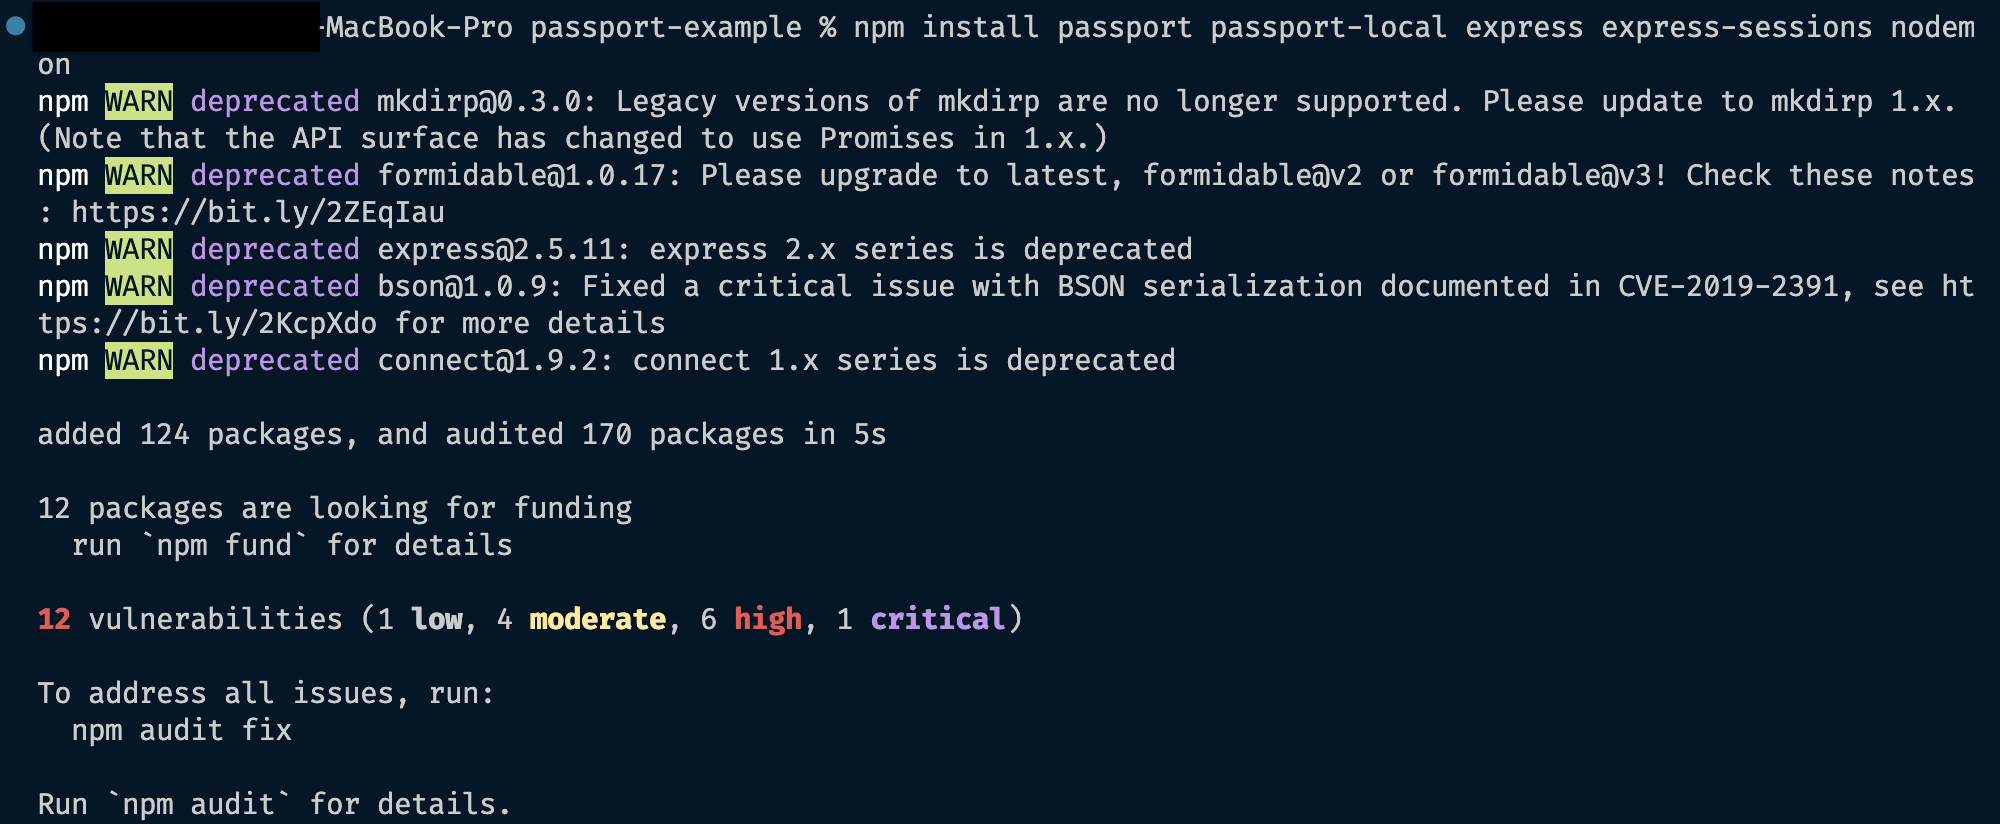 -MacBook-Pro passport-example % npm install passport passport-local express express-sessions nodem
on
npm WARN deprecated mkdirp@0.3.0: Legacy versions of mkdirp are no longer supported. Please update to mkdirp 1.x.
(Note that the API surface has changed to use Promises in 1.x.)
npm WARN deprecated formidable@1.0.17: Please upgrade to latest, formidable@v2 or formidable@v3! Check these notes
: https://bit.ly/2ZEqIau
npm WARN deprecated express@2.5.11: express 2.x series is deprecated
npm WARN deprecated bson@1.0.9: Fixed a critical issue with BSON serialization documented in CVE-2019-2391, see ht
tps://bit.ly/2KcpXdo for more details
npm WARN deprecated connect@1.9.2: connect 1.x series is deprecated
added 124 packages, and audited 170 packages in 5s
12 packages are looking for funding
run `npm fund` for details
12 vulnerabilities (1 low, 4 moderate, 6 high, 1 critical)
To address all issues, run:
npm audit fix
Run `npm audit` for details.